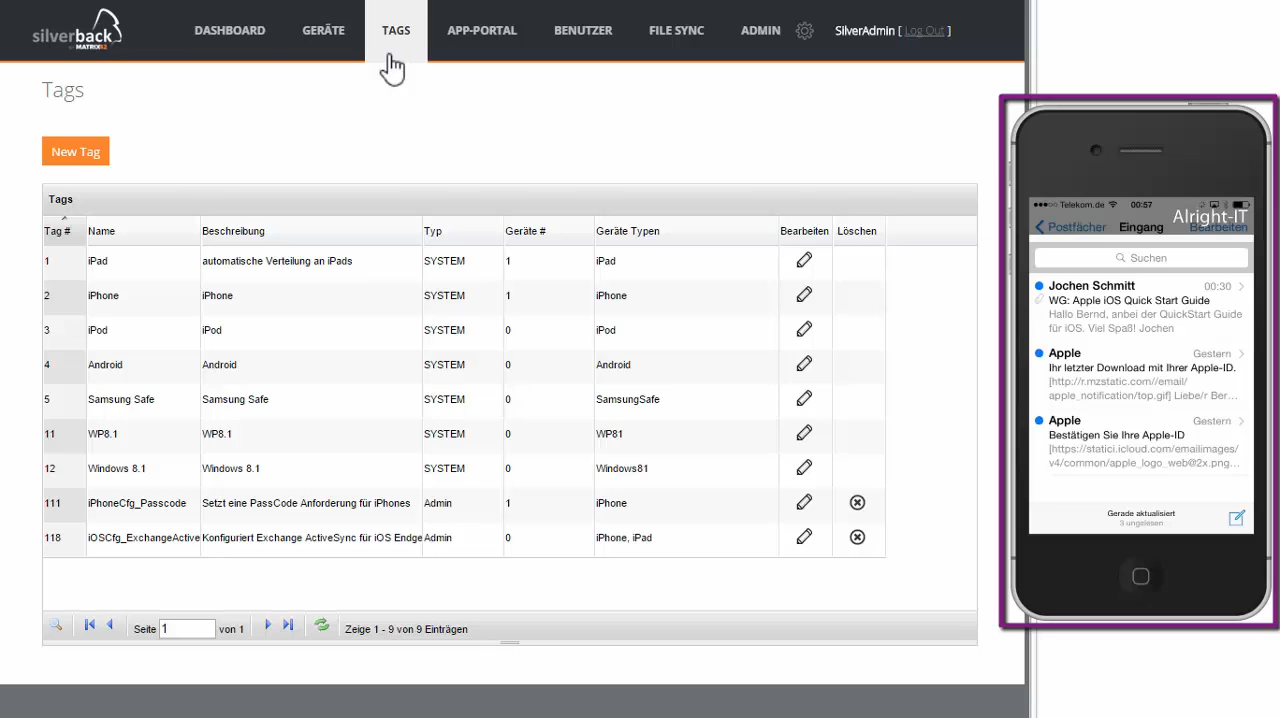 silverback
by MATRIX42
DASHBOARD GERÄTE TAGS APP-PORTAL BENUTZER FILE SYNC ADMIN SilverAdmin [ Log Out ]
Tags
New Tag
Tags
Tag # Name Beschreibung Typ Geräte # Geräte Typen Bearbeiten Löschen
1 iPad automatische Verteilung an iPads SYSTEM 1 iPad
2 iPhone iPhone SYSTEM 1 iPhone
3 iPod iPod SYSTEM 0 iPod
4 Android Android SYSTEM 0 Android
5 Samsung Safe Samsung Safe SYSTEM 0 SamsungSafe
11 WP8.1 WP8.1 SYSTEM 0 WP81
12 Windows 8.1 Windows 8.1 SYSTEM 0 Windows81
111 iPhoneCfg_Passcode Setzt eine PassCode Anforderung für iPhones Admin 1 iPhone
118 iOSCfg_ExchangeActive Konfiguriert Exchange ActiveSync für iOS Endge Admin 0 iPhone, iPad
Seite 1 von 1 Zeige 1 - 9 von 9 Einträgen
Telekom.de 00:57
Alright-IT
Postfächer Eingang Bearbeiten
Suchen
Jochen Schmitt 00:30
WG: Apple iOS Quick Start Guide
Hallo Bernd, anbei der QuickStart Guide
für iOS. Viel Spaß! Jochen
Apple Gestern
Ihr letzter Download mit Ihrer Apple-ID.
[http://r.mzstatic.com//email/
apple_notification/top.gif] Liebe/r Ber...
Apple Gestern
Bestätigen Sie Ihre Apple-ID
[https://statici.icloud.com/emailimages/
v4/common/apple_logo_web@2x.png...
Gerade aktualisiert
3 ungelesen